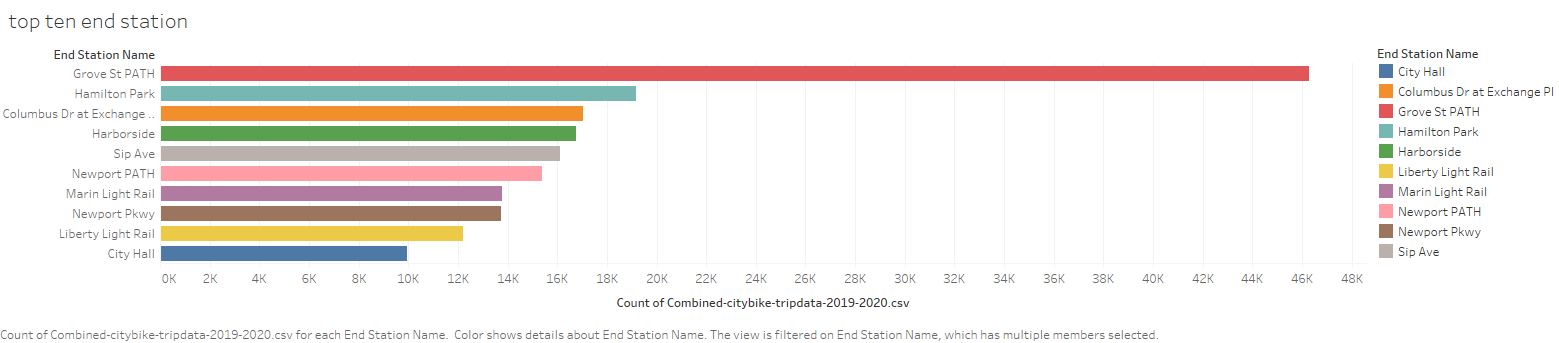 top ten end station
End Station Name
Grove St PATH
Hamilton Park
Columbus Dr at Exchange ..
Harborside
Sip Ave
Newport PATH
Marin Light Rail
Newport Pkwy
Liberty Light Rail
City Hall
0K 2K 4K 6K 8K 10K 12K 14K 16K 18K 20K 22K 24K 26K 28K 30K 32K 34K 36K 38K 40K 42K 44K 46K 48K
Count of Combined-citybike-tripdata-2019-2020.csv
End Station Name
City Hall
Columbus Dr at Exchange Pl
Grove St PATH
Hamilton Park
Harborside
Liberty Light Rail
Marin Light Rail
Newport PATH
Newport Pkwy
Sip Ave
Count of Combined-citybike-tripdata-2019-2020.csv for each End Station Name.  Color shows details about End Station Name. The view is filtered on End Station Name, which has multiple members selected.